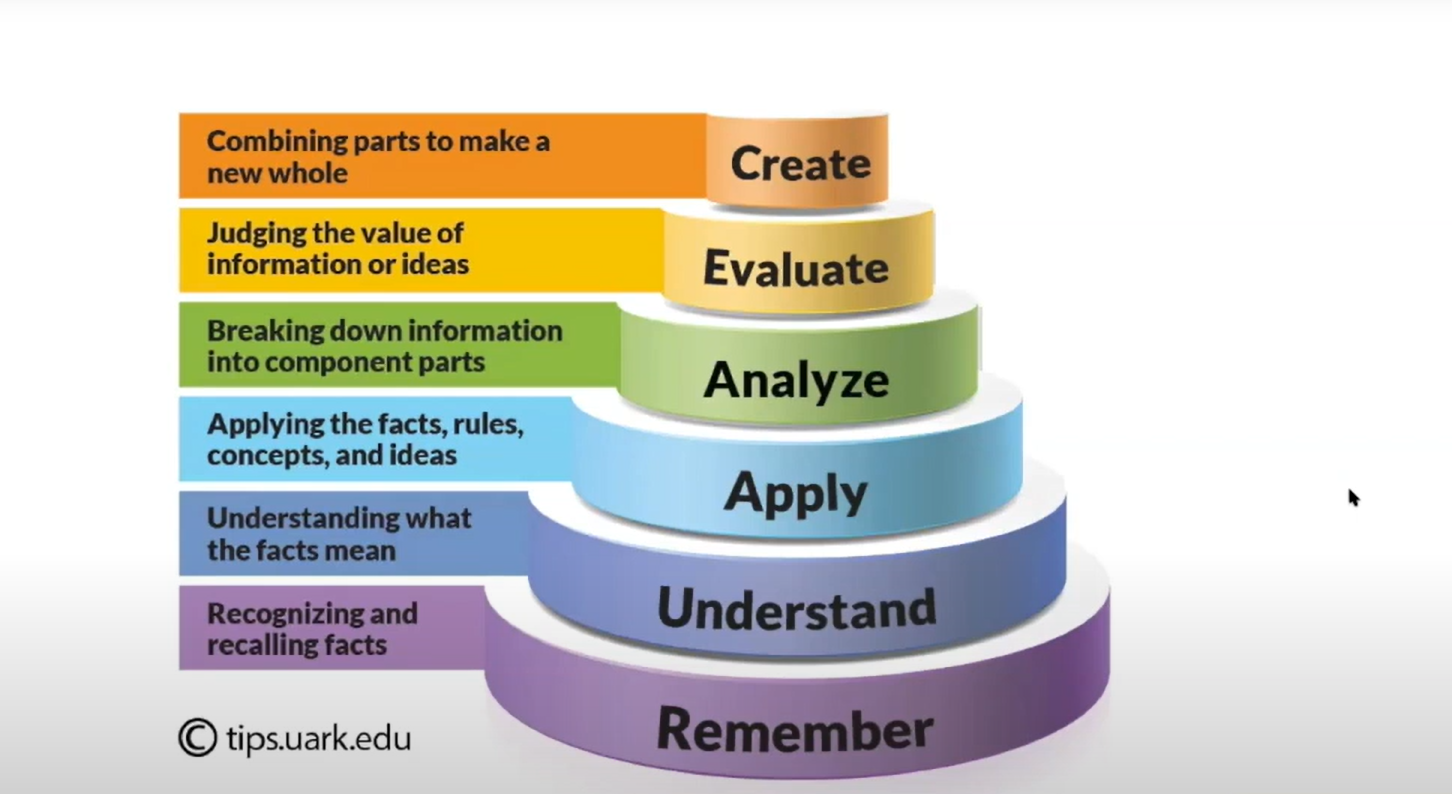 Combining parts to make a
new whole
Create
Judging the value of
information or ideas
Evaluate
Breaking down information
into component parts
Analyze
Applying the facts, rules,
concepts, and ideas
Apply
Understanding what
the facts mean
Understand
Recognizing and
recalling facts
Remember
© tips.uark.edu